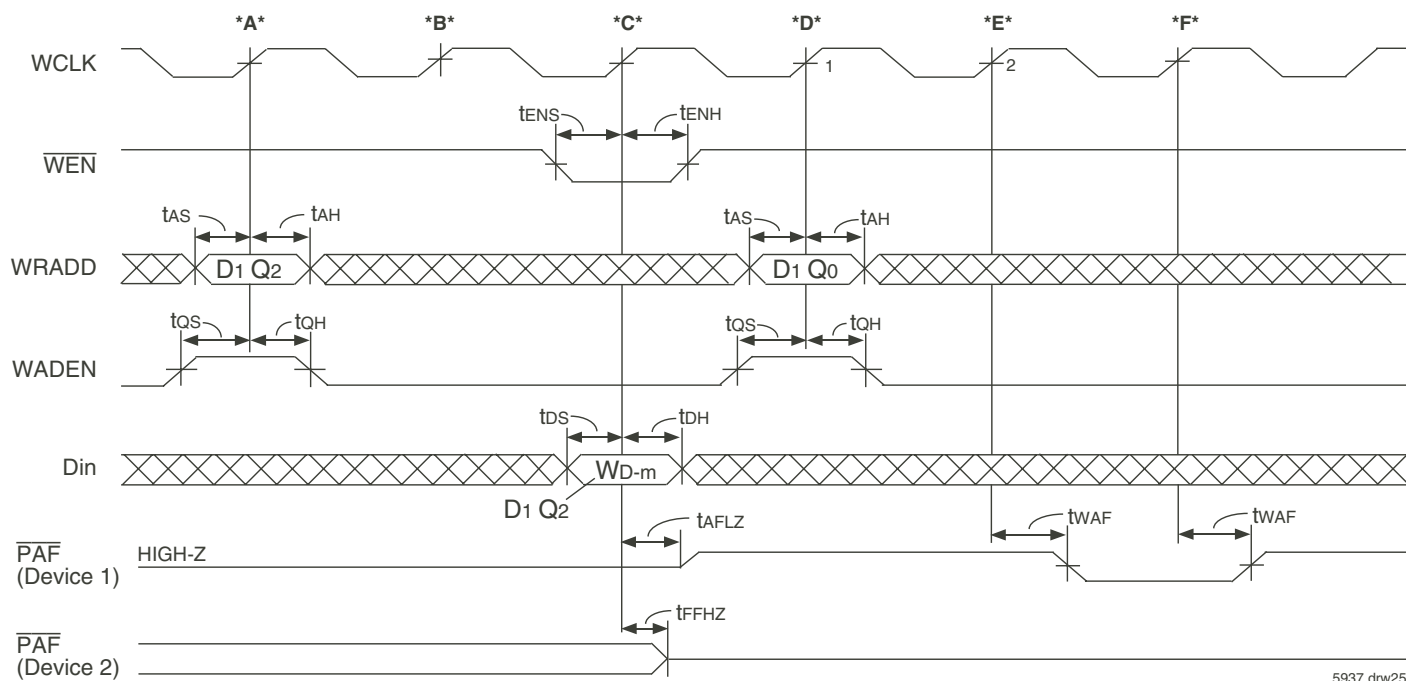 *A* *B* *C* *D* *E* *F*
WCLK 1 2
tENS tENH
WEN
tAS tAH tAS tAH
WRADD D1 Q2 D1 Q0
tQS tQH tQS tQH
WADEN
tDS tDH
Din WD-m
D1 Q2
tAFLZ tWAF tWAF
PAF HIGH-Z
(Device 1)
tFFHZ
PAF
(Device 2)
5937 drw25